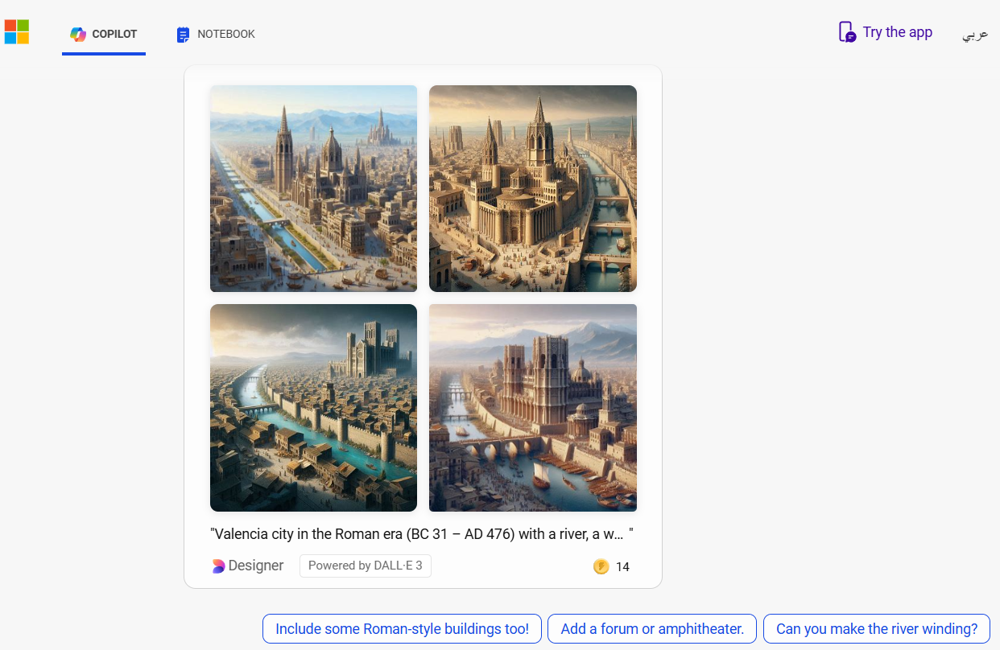 COPILOT
NOTEBOOK
Try the app
عربي
"Valencia city in the Roman era (BC 31 – AD 476) with a river, a w... "
Designer
Powered by DALL·E 3
14
Include some Roman-style buildings too!
Add a forum or amphitheater.
Can you make the river winding?